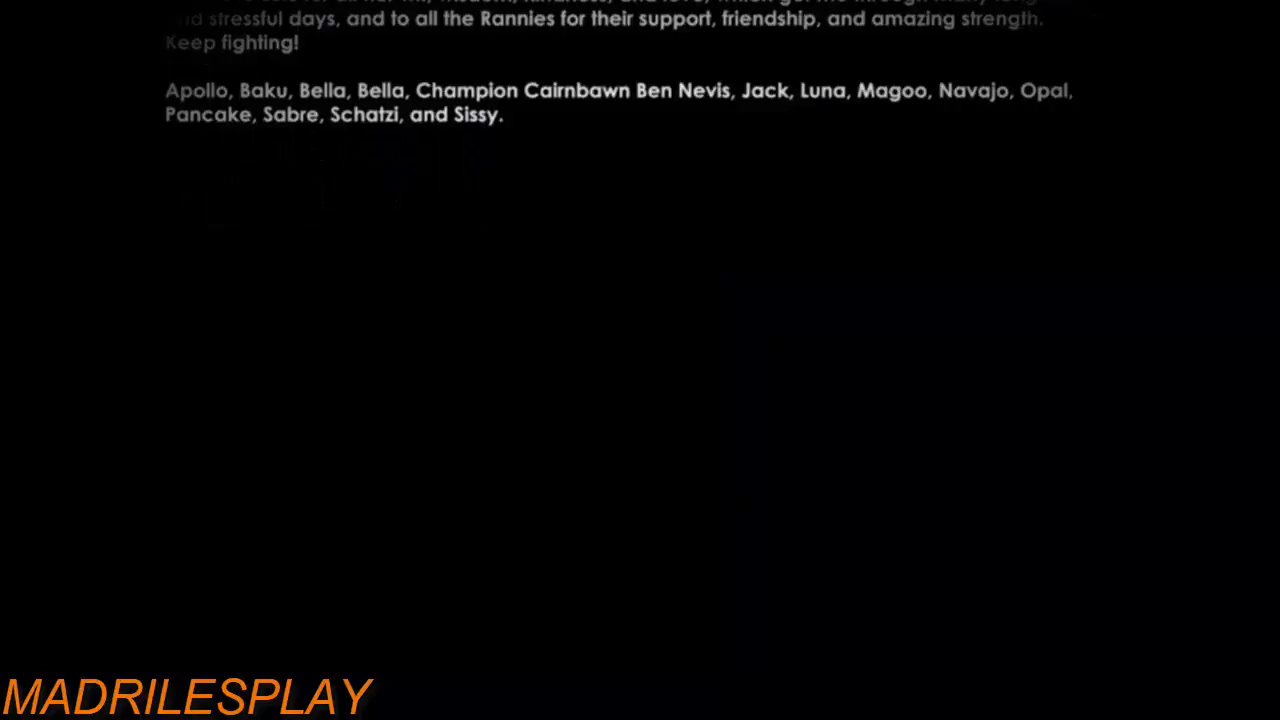 stressful days, and to all the Rannies for their support, friendship, and amazing strength.
Keep fighting!
Apollo, Baku, Bella, Bella, Champion Cairnbawn Ben Nevis, Jack, Luna, Magoo, Navajo, Opal,
Pancake, Sabre, Schatzi, and Sissy.
MADRILESPLAY